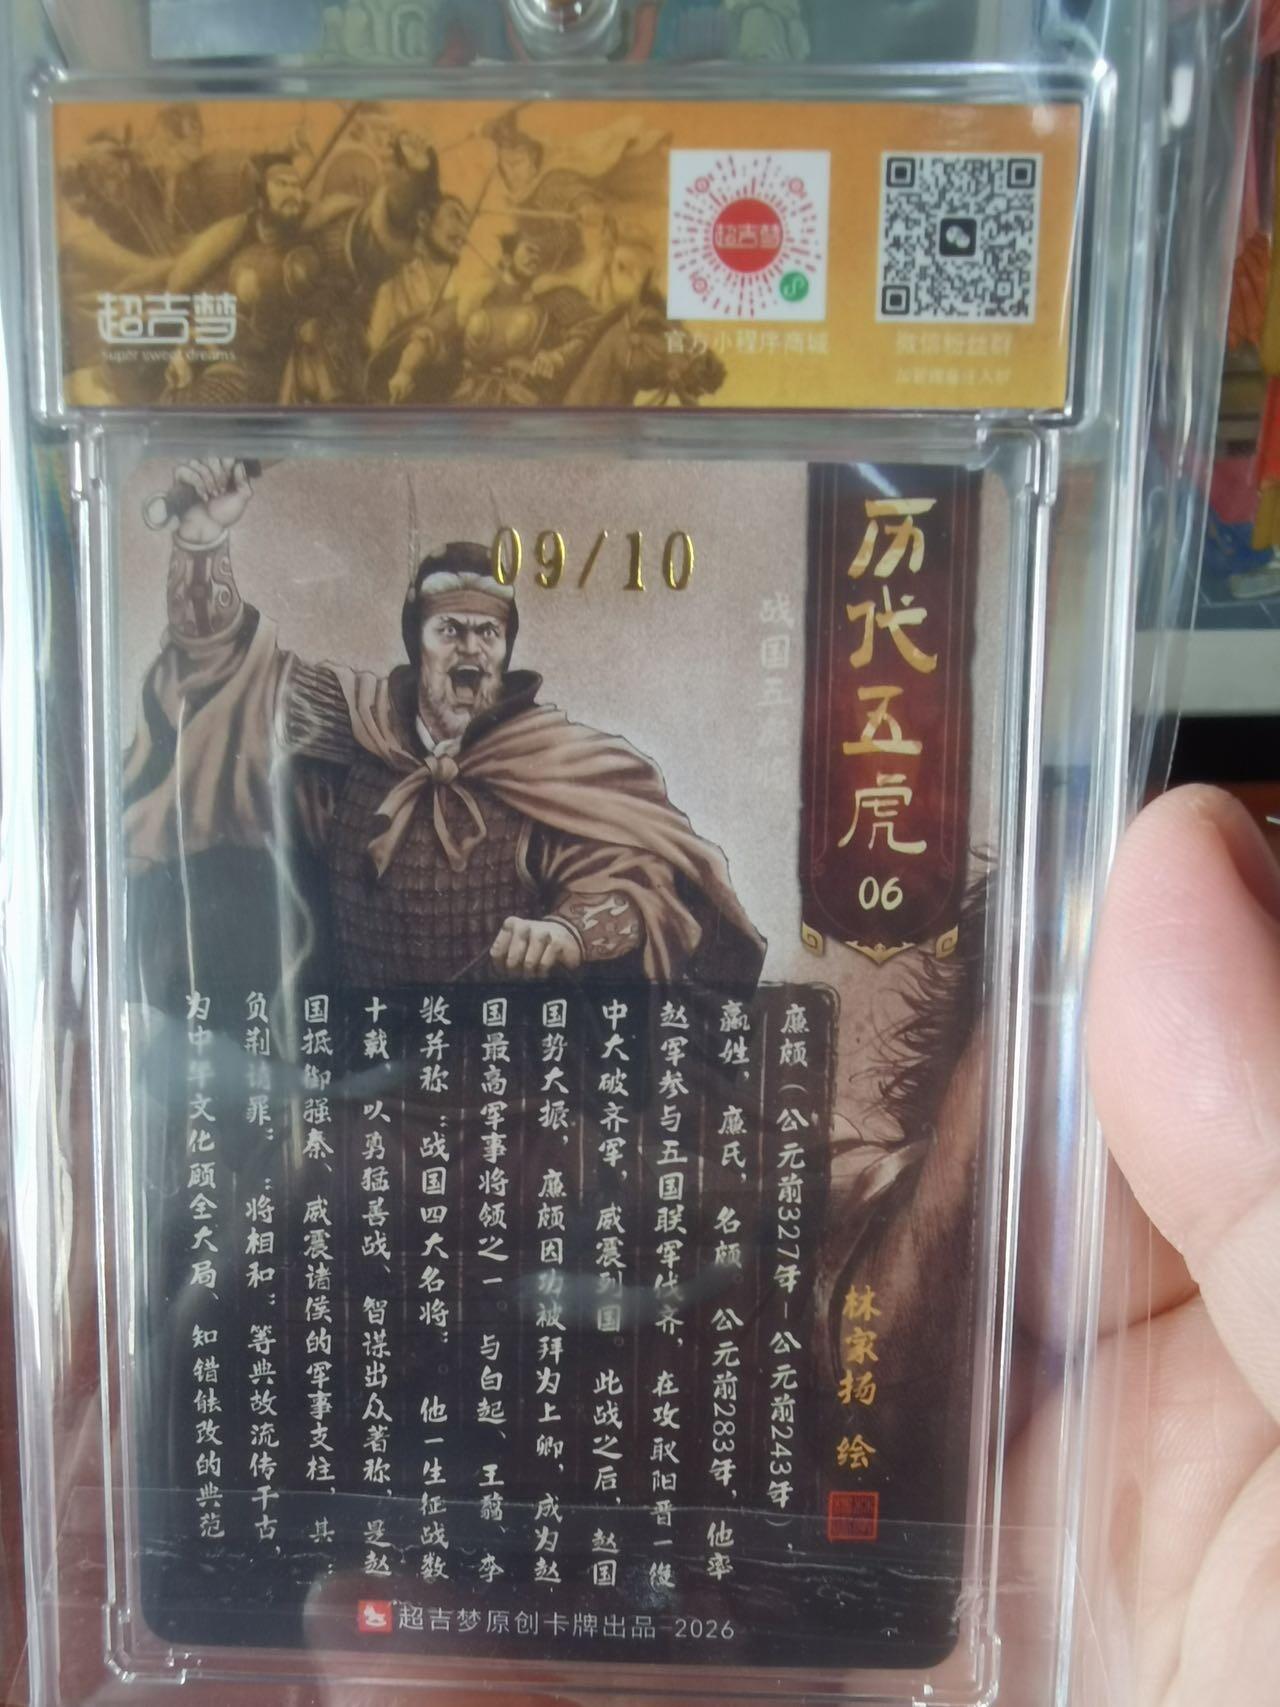 超吉梦
super sweet dreams
超吉梦
官方小程序商城
微信粉丝群
09/10
历代五虎
06
战国五虎将
廉颇（公元前327年－公元前243年），
嬴姓，廉氏，名颇。公元前283年，他率
赵军参与五国联军伐齐，在攻取阳晋一役
中大破齐军，威震列国。此战之后，赵国
国势大振，廉颇因功被拜为上卿，成为赵
国最高军事将领之一。与白起、王翦、李
牧并称“战国四大名将”。他一生征战数
十载，以勇猛善战、智谋出众著称，是赵
国抵御强秦、威震诸侯的军事支柱，其
“负荆请罪”“将相和”等典故流传千古，
为中华文化顾全大局、知错能改的典范
林家扬 绘
超吉梦原创卡牌出品－2026